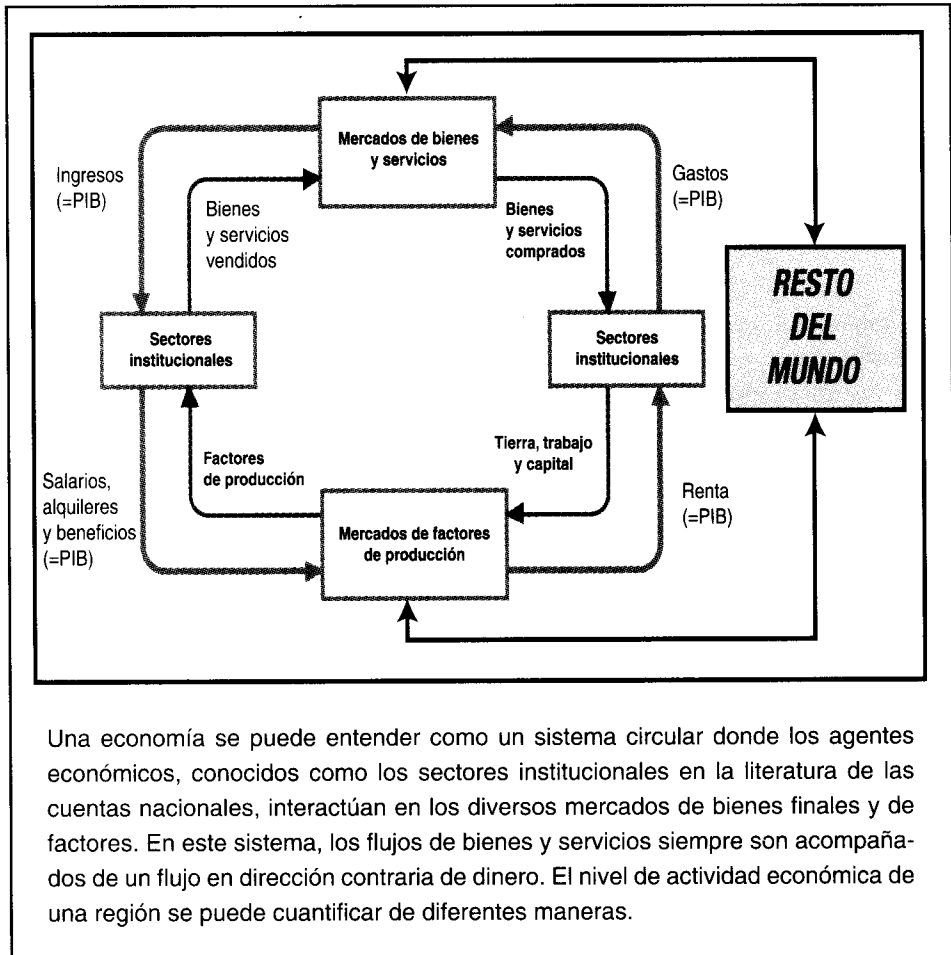 Mercados de bienes
y servicios
Ingresos
(=PIB)
Bienes
y servicios
vendidos
Bienes
y servicios
comprados
Gastos
(=PIB)
RESTO
DEL
MUNDO
Sectores
institucionales
Sectores
institucionales
Factores
de producción
Tierra, trabajo
y capital
Salarios,
alquileres
y beneficios
(=PIB)
Renta
(=PIB)
Mercados de factores
de producción
Una economía se puede entender como un sistema circular donde los agentes
económicos, conocidos como los sectores institucionales en la literatura de las
cuentas nacionales, interactúan en los diversos mercados de bienes finales y de
factores. En este sistema, los flujos de bienes y servicios siempre son acompaña-
dos de un flujo en dirección contraria de dinero. El nivel de actividad económica de
una región se puede cuantificar de diferentes maneras.